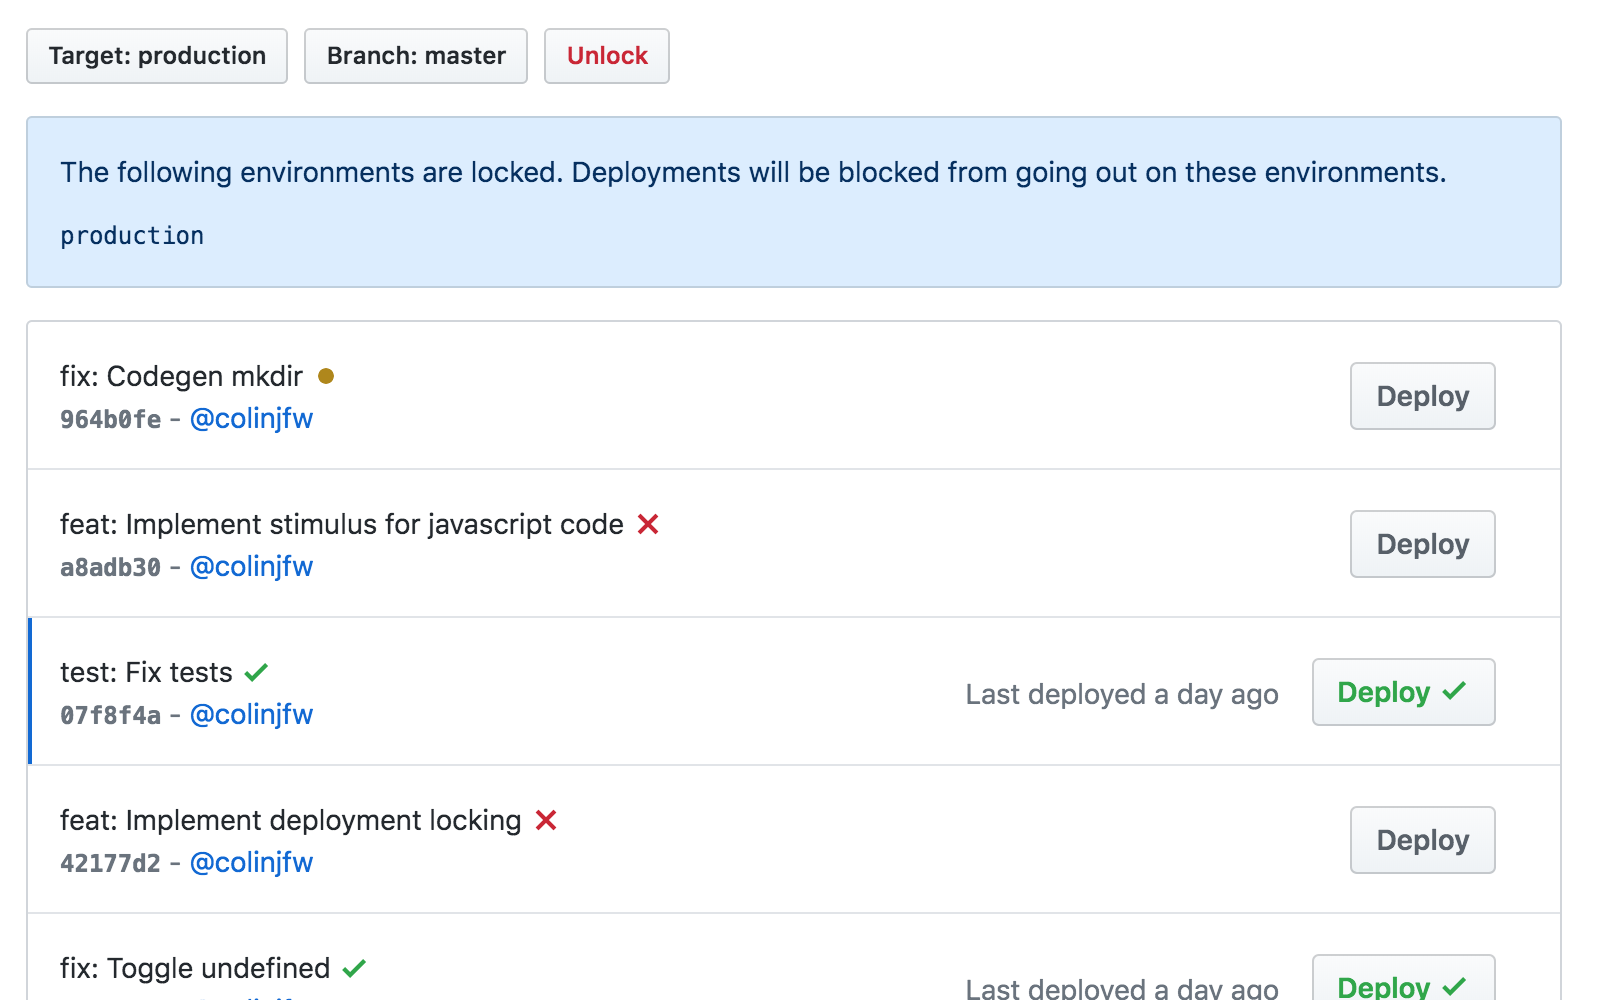 Target: production
Branch: master
Unlock
The following environments are locked. Deployments will be blocked from going out on these environments.
production
fix: Codegen mkdir
964b0fe - @colinjfw
Deploy
feat: Implement stimulus for javascript code
a8adb30 - @colinjfw
Deploy
test: Fix tests
07f8f4a - @colinjfw
Last deployed a day ago
Deploy
feat: Implement deployment locking
42177d2 - @colinjfw
Deploy
fix: Toggle undefined
Last deployed a day ago
Deploy